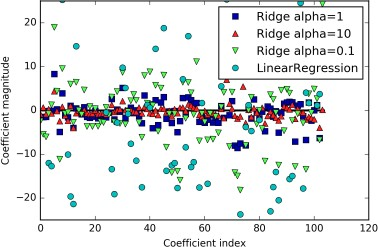 20
10
0
−10
−20
0
20
40
60
80
100
120
Coefficient magnitude
Coefficient index
Ridge alpha=1
Ridge alpha=10
Ridge alpha=0.1
LinearRegression